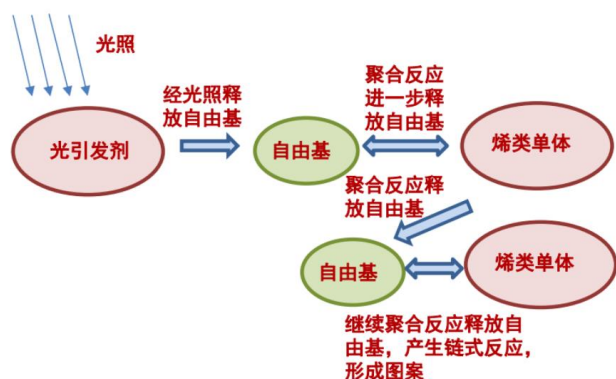 光照
经光照释
放自由基
聚合反应
进一步释
放自由基
光引发剂
自由基
烯类单体
聚合反应释
放自由基
自由基
烯类单体
继续聚合反应释放自
由基，产生链式反应，
形成图案